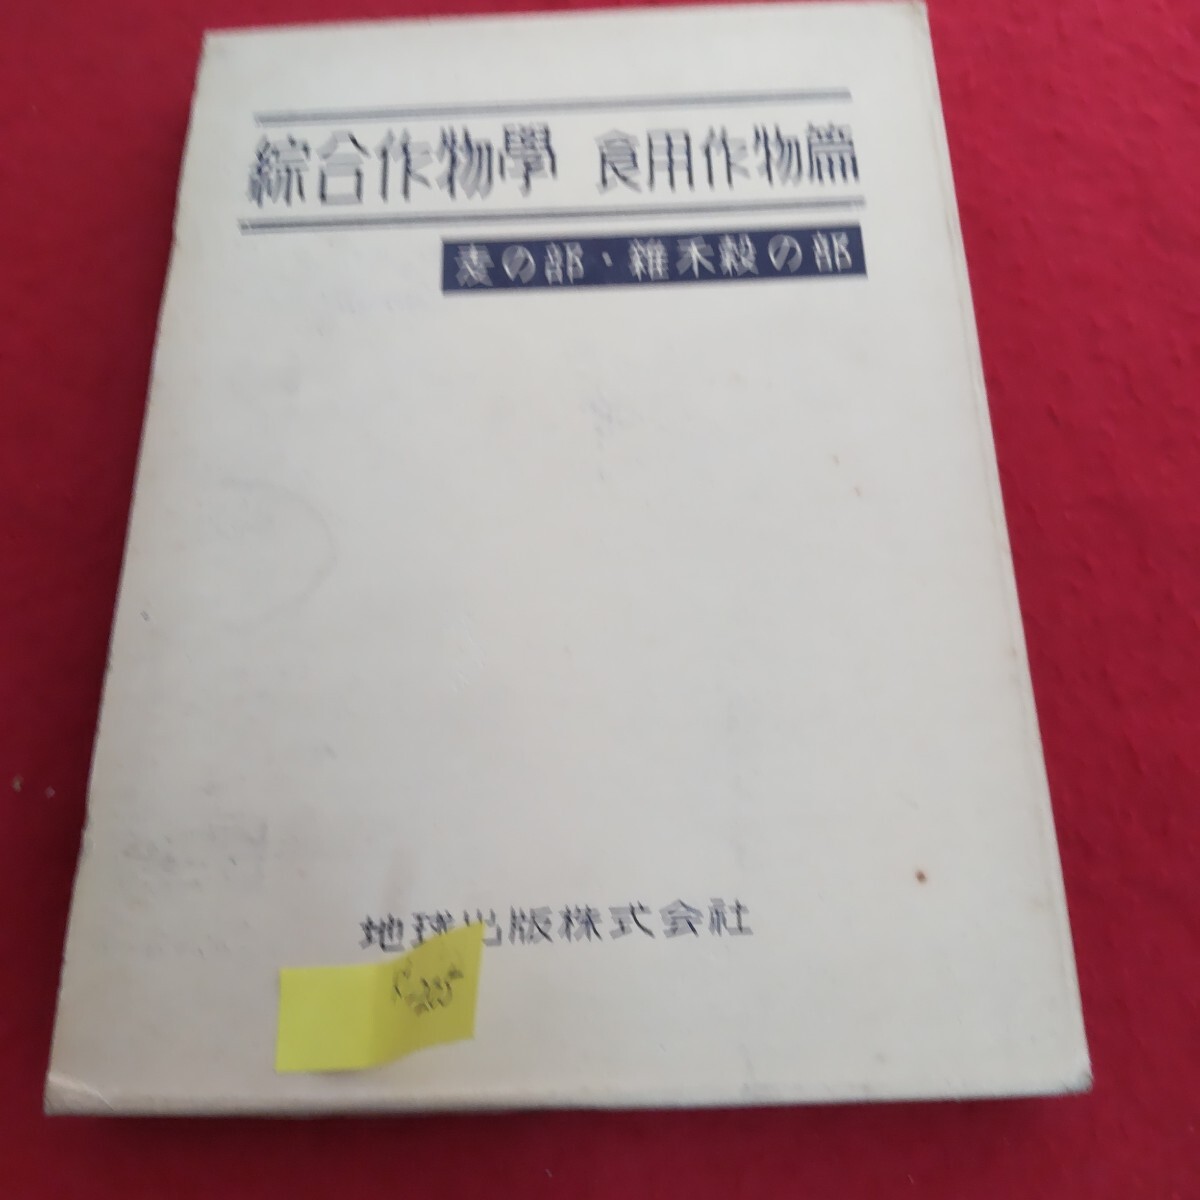 綜合作物學 食用作物篇
麦の部・雜禾穀の部
地球出版株式会社